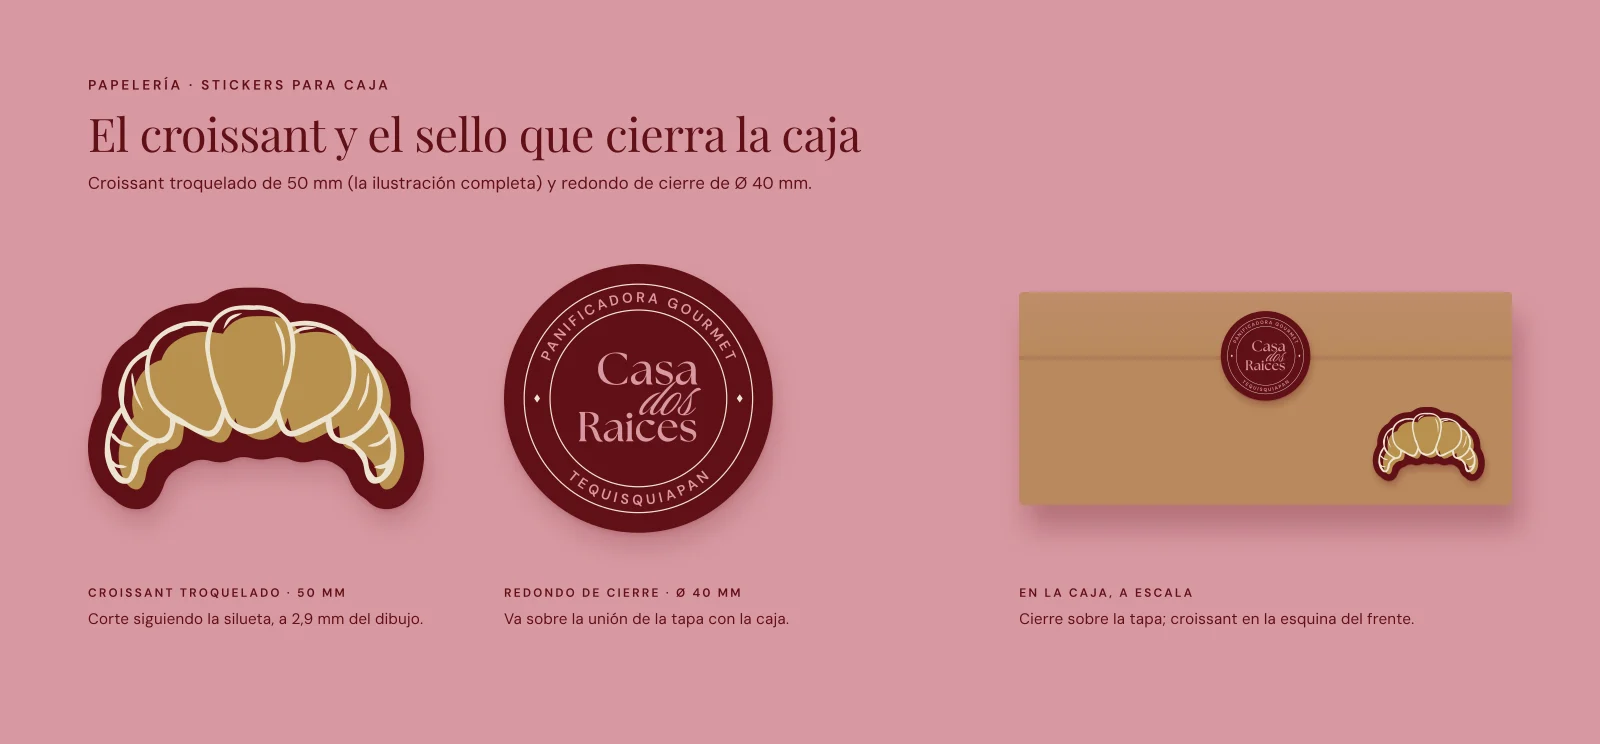 PAPELERÍA · STICKERS PARA CAJA
El croissant y el sello que cierra la caja
Croissant troquelado de 50 mm (la ilustración completa) y redondo de cierre de Ø 40 mm.
PANIFICADORA GOURMET
Casa
dos
Raices
TEQUISQUIAPAN
PANIFICADORA GOURMET
Casa
dos
Raices
TEQUISQUIAPAN
CROISSANT TROQUELADO · 50 MM
Corte siguiendo la silueta, a 2,9 mm del dibujo.
REDONDO DE CIERRE · Ø 40 MM
Va sobre la unión de la tapa con la caja.
EN LA CAJA, A ESCALA
Cierre sobre la tapa; croissant en la esquina del frente.